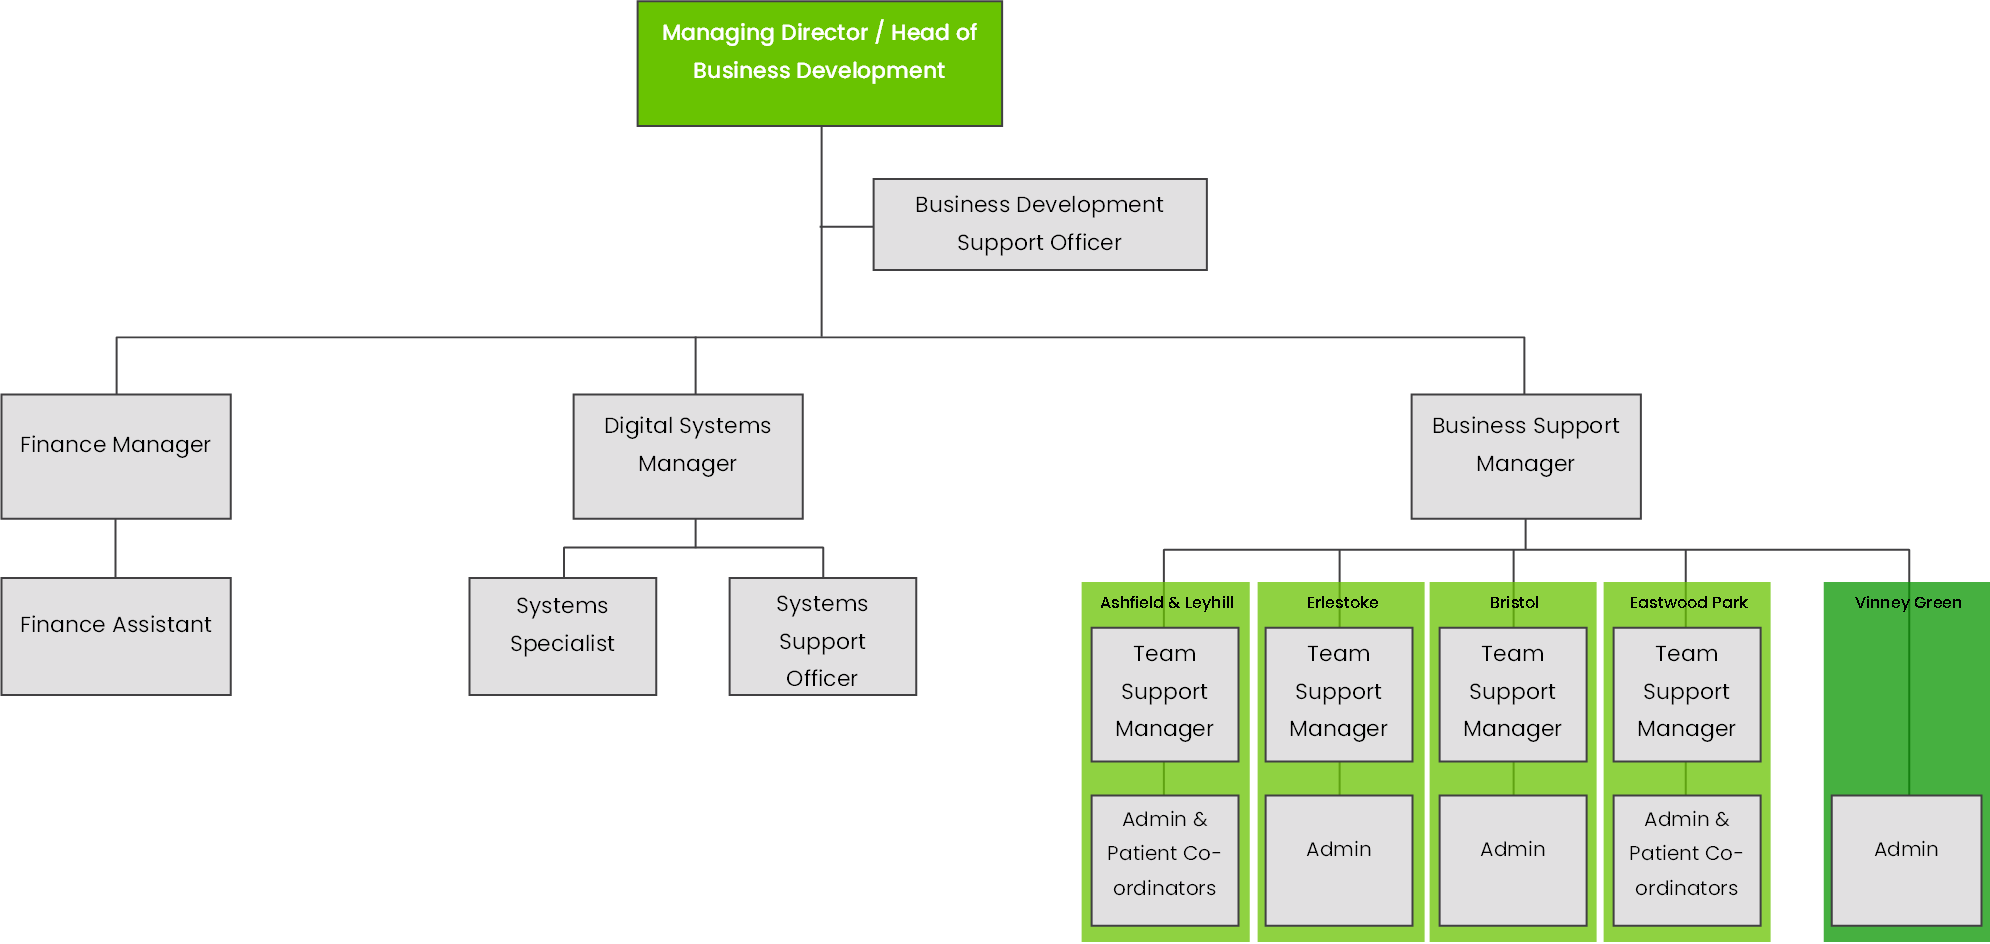 Managing Director / Head of
Business Development
Business Development
Support Officer
Finance Manager
Digital Systems
Manager
Business Support
Manager
Finance Assistant
Systems
Specialist
Systems
Support
Officer
Ashfield & Leyhill
Team
Support
Manager
Admin &
Patient Co-
ordinators
Erlestoke
Team
Support
Manager
Admin
Bristol
Team
Support
Manager
Admin
Eastwood Park
Team
Support
Manager
Admin &
Patient Co-
ordinators
Vinney Green
Admin